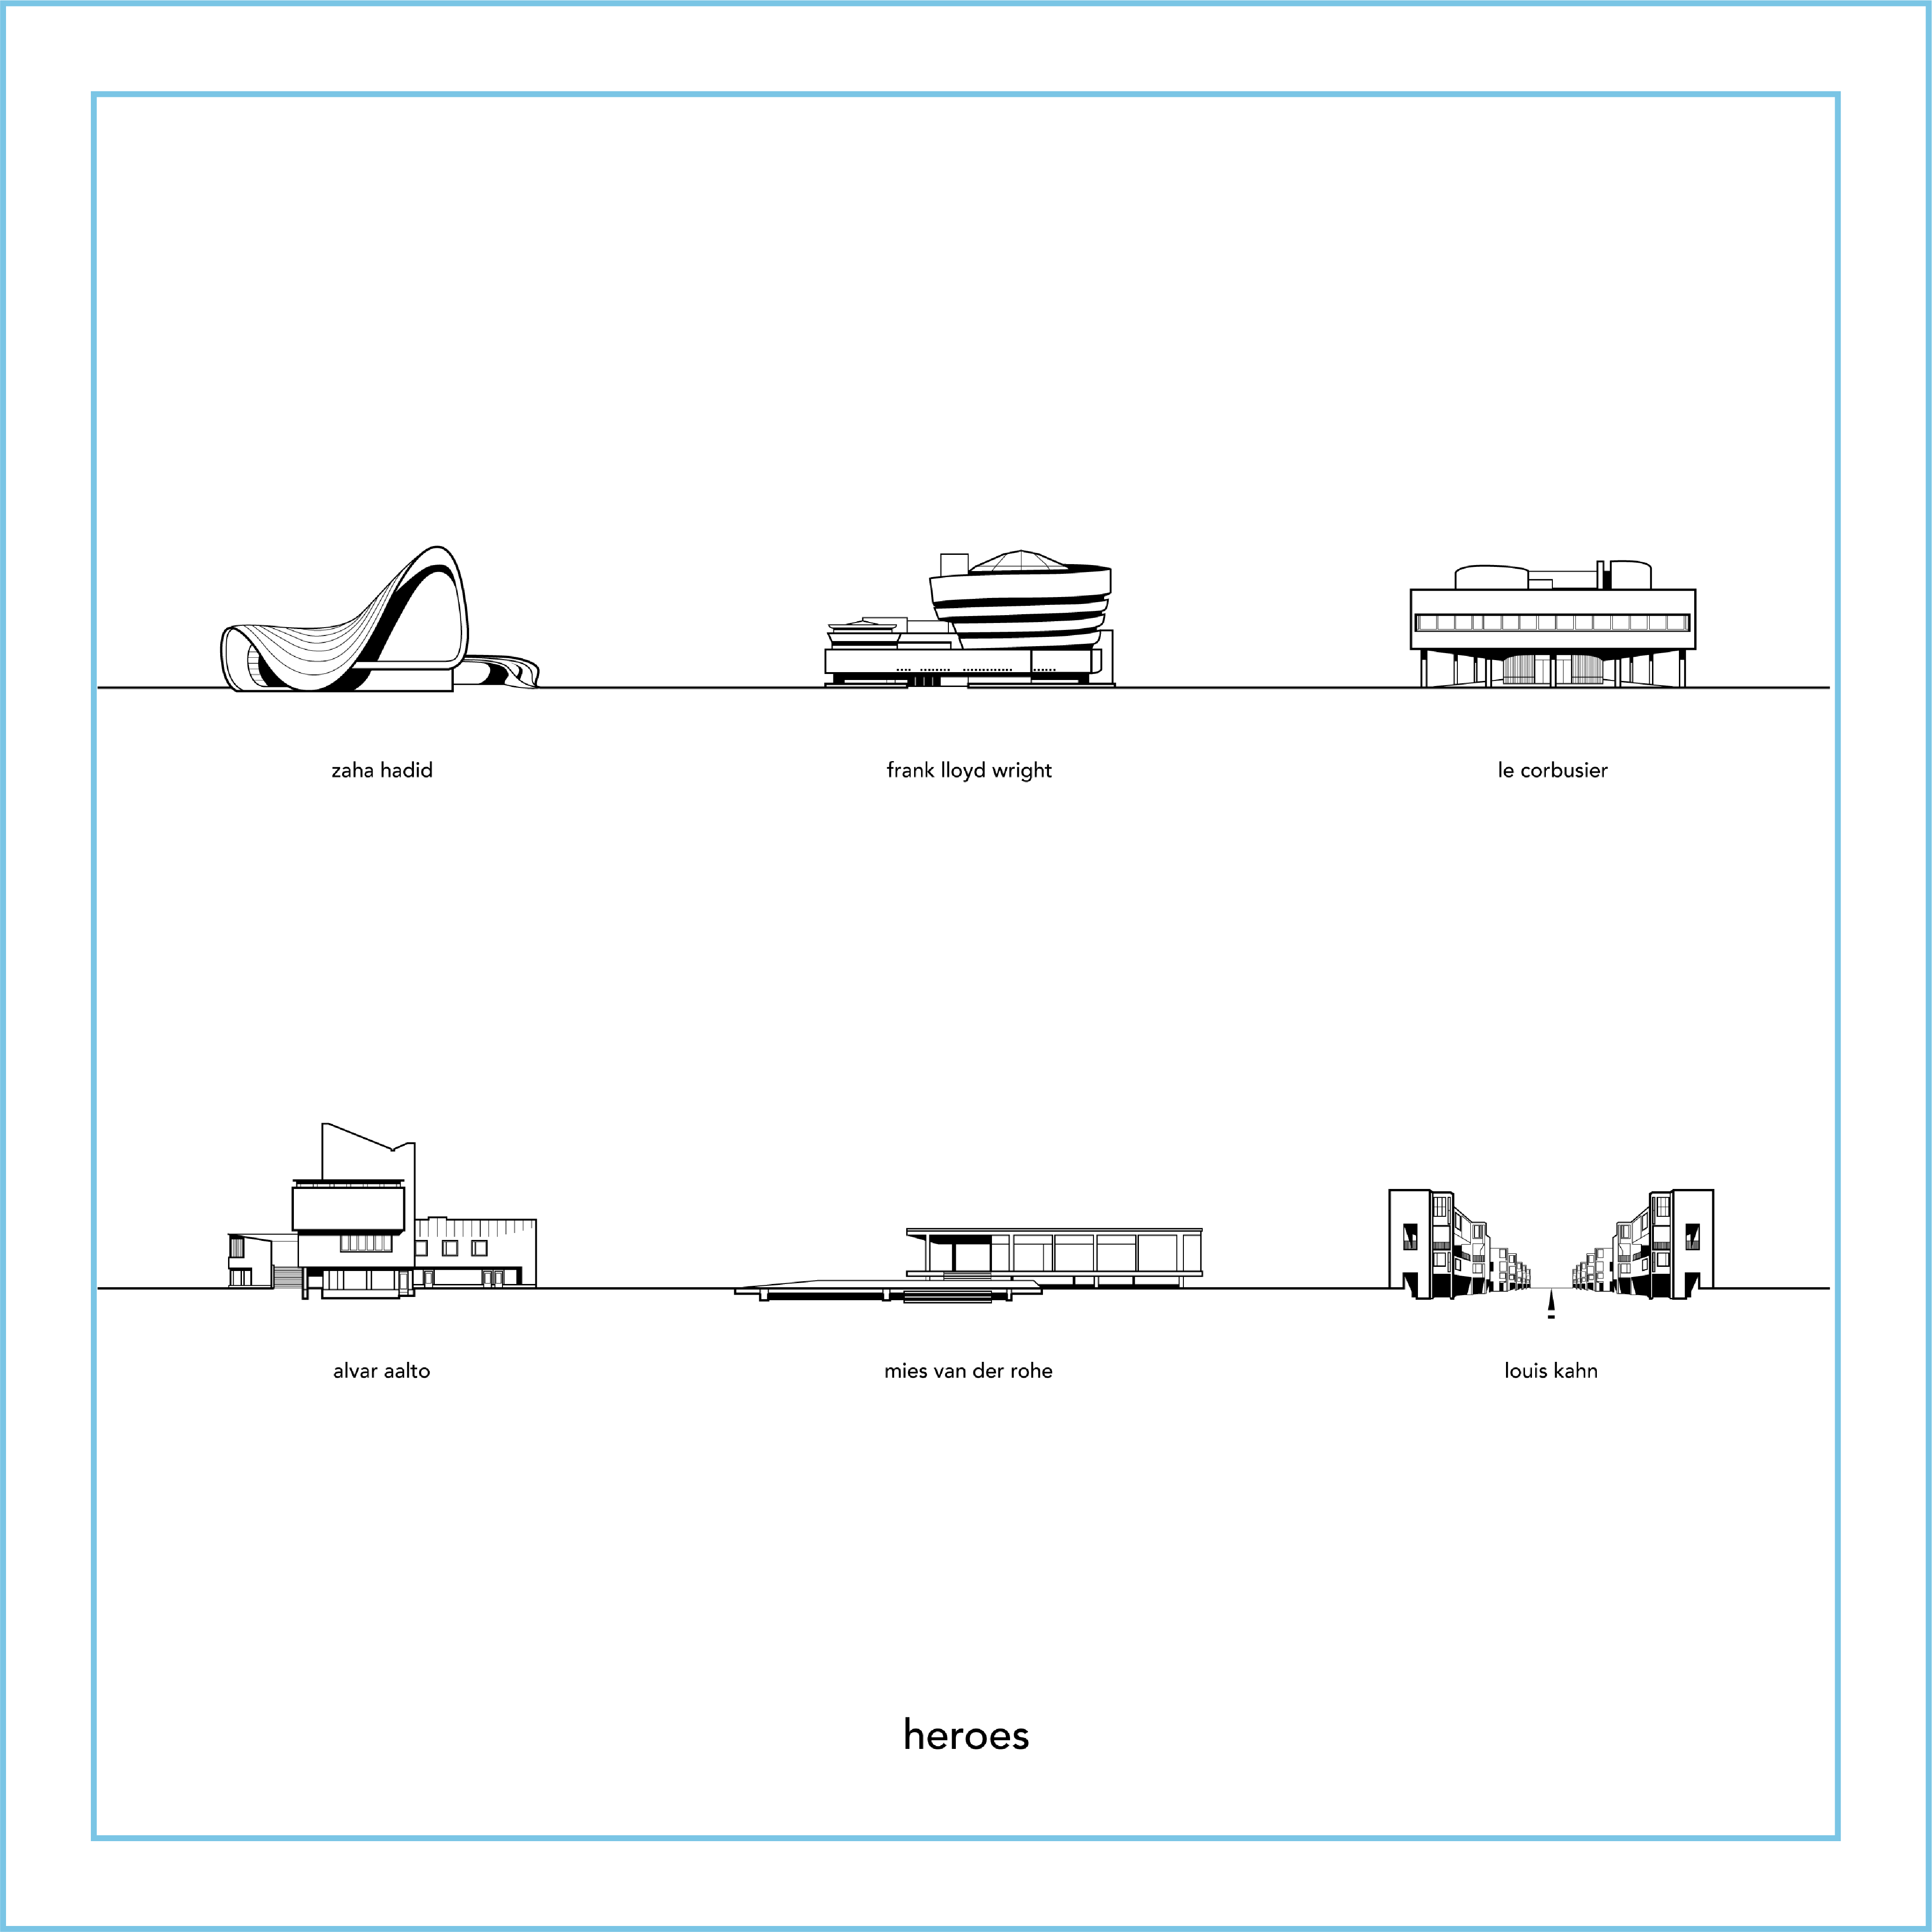 zaha hadid
frank lloyd wright
le corbusier
alvar aalto
mies van der rohe
louis kahn
heroes